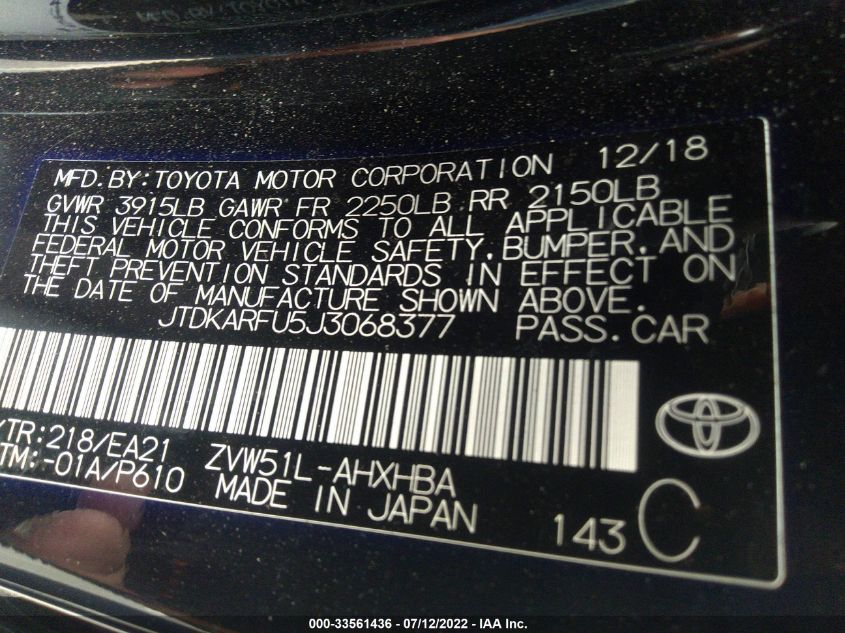 MFD. BY: TOYOTA MOTOR CORPORATION 12/18
GVWR 3915LB GAWR FR 2250LB RR 2150LB
THIS VEHICLE CONFORMS TO ALL APPLICABLE
FEDERAL MOTOR VEHICLE SAFETY, BUMPER, AND
THEFT PREVENTION STANDARDS IN EFFECT ON
THE DATE OF MANUFACTURE SHOWN ABOVE.
JTDKARFU5J3068377 PASS. CAR
/TR:218/EA21 ZVW51L-AHXHBA
TM:-01A/P610 MADE IN JAPAN
143 C
000-33561436 - 07/12/2022 - IAA Inc.